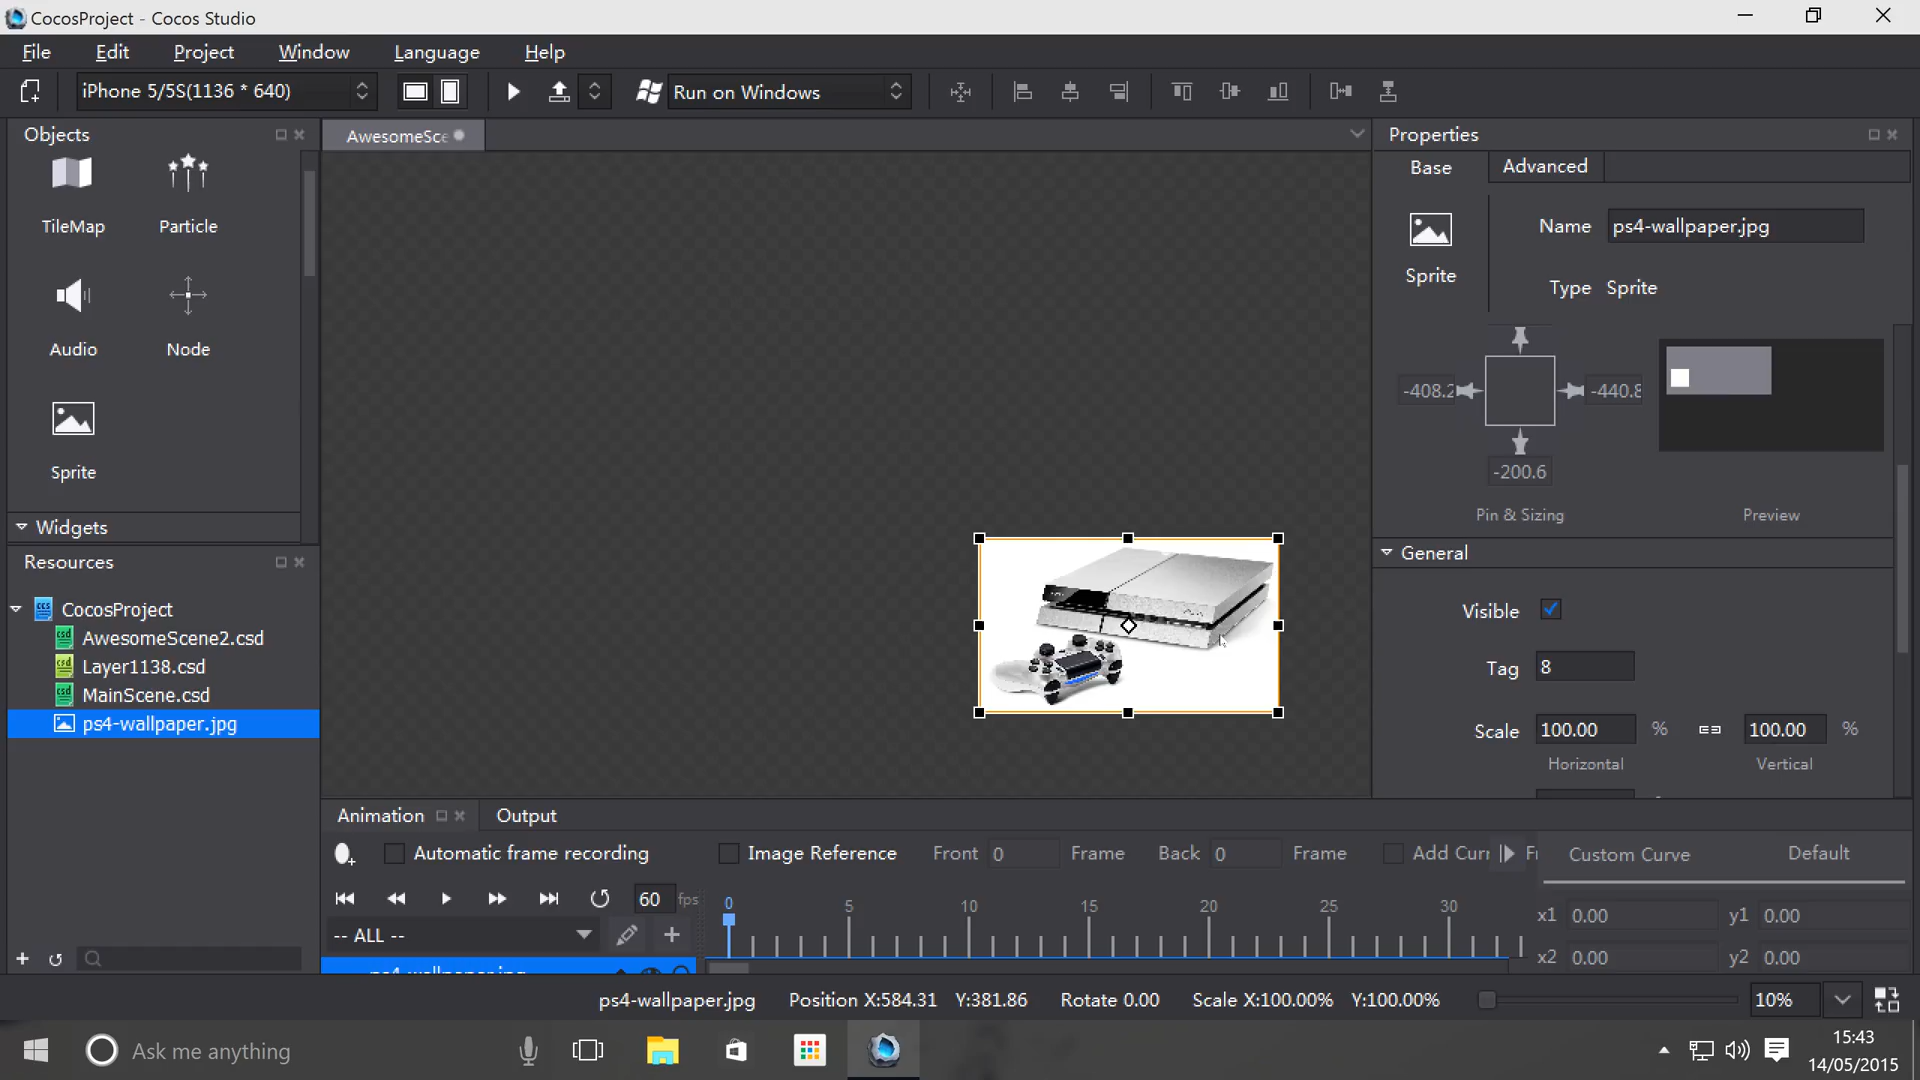 CocosProject - Cocos Studio
File Edit Project Window Language Help
iPhone 5/5S(1136 * 640) Run on Windows
Objects
AwesomeSce
Properties
Base Advanced
TileMap Particle
Name ps4-wallpaper.jpg
Sprite
Type Sprite
Audio Node
-408.2 -440.8
Sprite
-200.6
Pin & Sizing Preview
Widgets
General
Resources
CocosProject
AwesomeScene2.csd
Layer1138.csd
MainScene.csd
ps4-wallpaper.jpg
Visible
Tag 8
Scale 100.00 % 100.00 %
Horizontal Vertical
Animation Output
Automatic frame recording Image Reference Front 0 Frame Back 0 Frame Add Curr Fr Custom Curve Default
60 fps 0 5 10 15 20 25 30
x1 0.00 y1 0.00
-- ALL --
x2 0.00 y2 0.00
ps4-wallpaper.jpg
ps4-wallpaper.jpg Position X:584.31 Y:381.86 Rotate 0.00 Scale X:100.00% Y:100.00% 10%
Ask me anything
15:43
14/05/2015